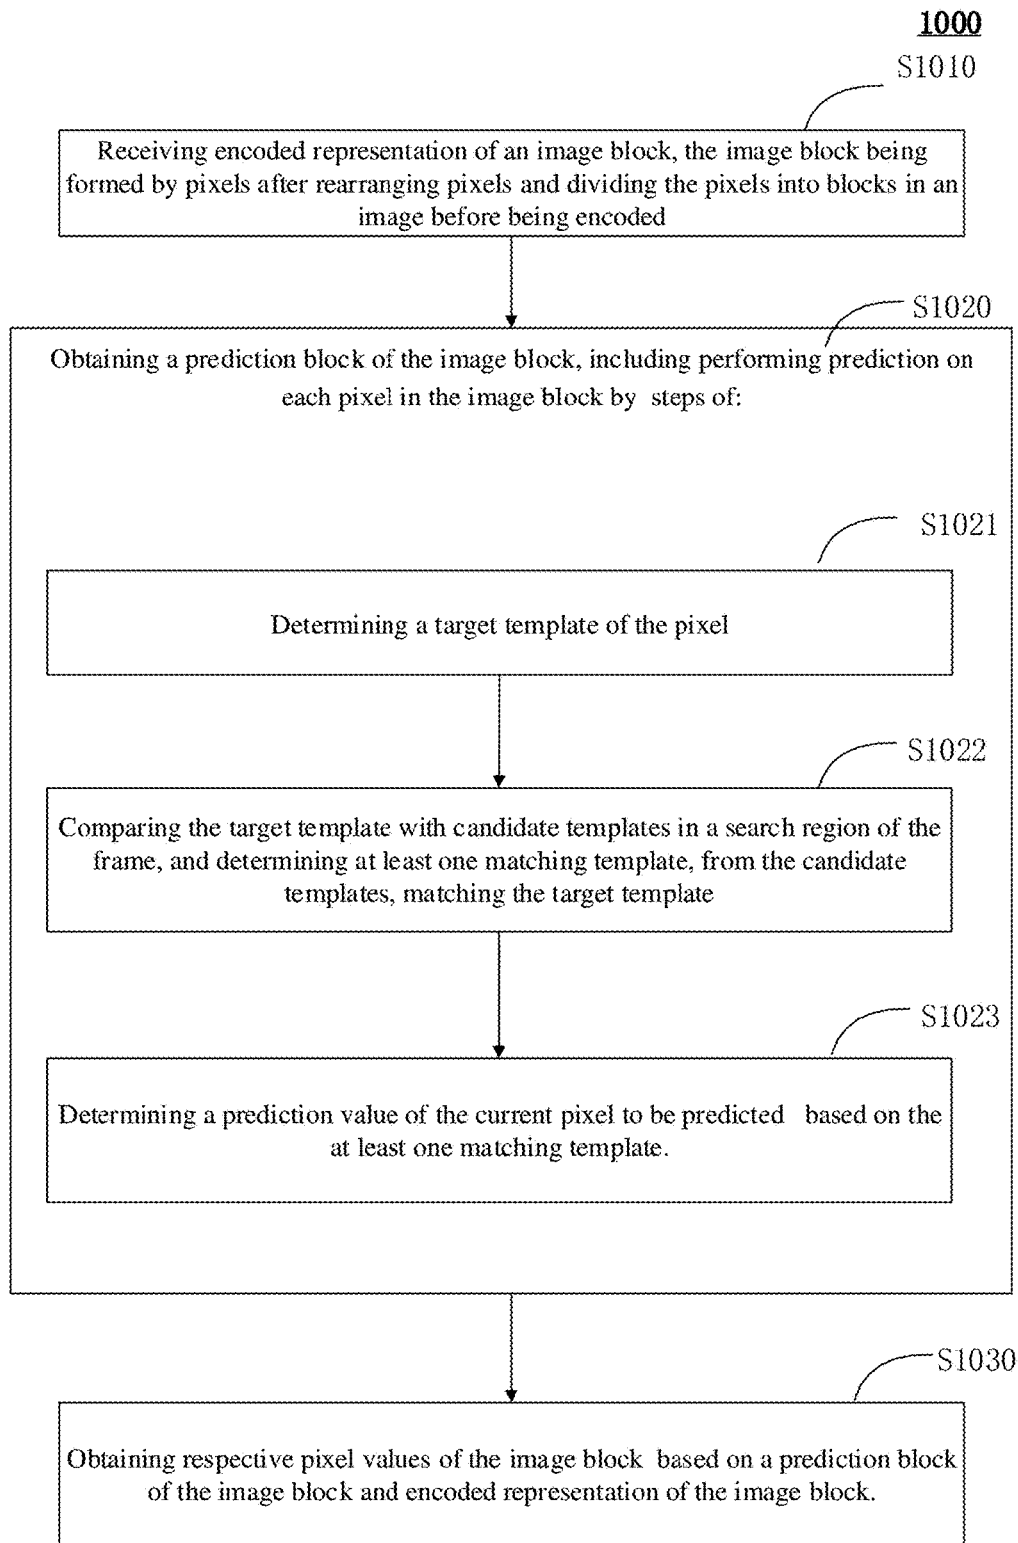 1000
S1010
Receiving encoded representation of an image block, the image block being
formed by pixels after rearranging pixels and dividing the pixels into blocks in an
image before being encoded
S1020
Obtaining a prediction block of the image block, including performing prediction on
each pixel in the image block by steps of:
S1021
Determining a target template of the pixel
S1022
Comparing the target template with candidate templates in a search region of the
frame, and determining at least one matching template, from the candidate
templates, matching the target template
S1023
Determining a prediction value of the current pixel to be predicted based on the
at least one matching template.
S1030
Obtaining respective pixel values of the image block based on a prediction block
of the image block and encoded representation of the image block.